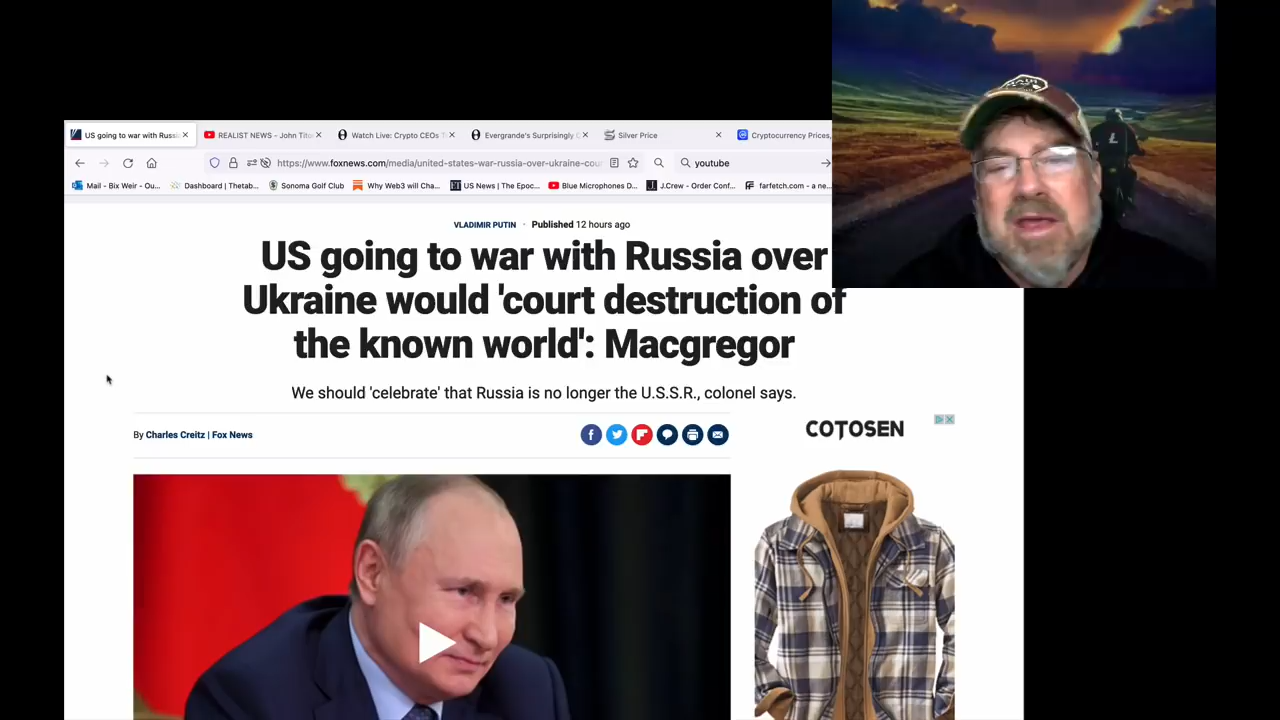 US going to war with Russia
REALIST NEWS - John Tito
Watch Live: Crypto CEOs T
Evergrande's Surprisingly C
Silver Price
Cryptocurrency Prices,
https://www.foxnews.com/media/united-states-war-russia-over-ukraine-cour
youtube
Mail - Bix Weir - Ou...
Dashboard | Thetab...
Sonoma Golf Club
Why Web3 will Cha...
US News | The Epoc...
Blue Microphones D...
J.Crew - Order Conf...
farfetch.com - a ne...
VLADIMIR PUTIN · Published 12 hours ago
US going to war with Russia over
Ukraine would 'court destruction of
the known world': Macgregor
We should 'celebrate' that Russia is no longer the U.S.S.R., colonel says.
By Charles Creitz | Fox News
COTOSEN